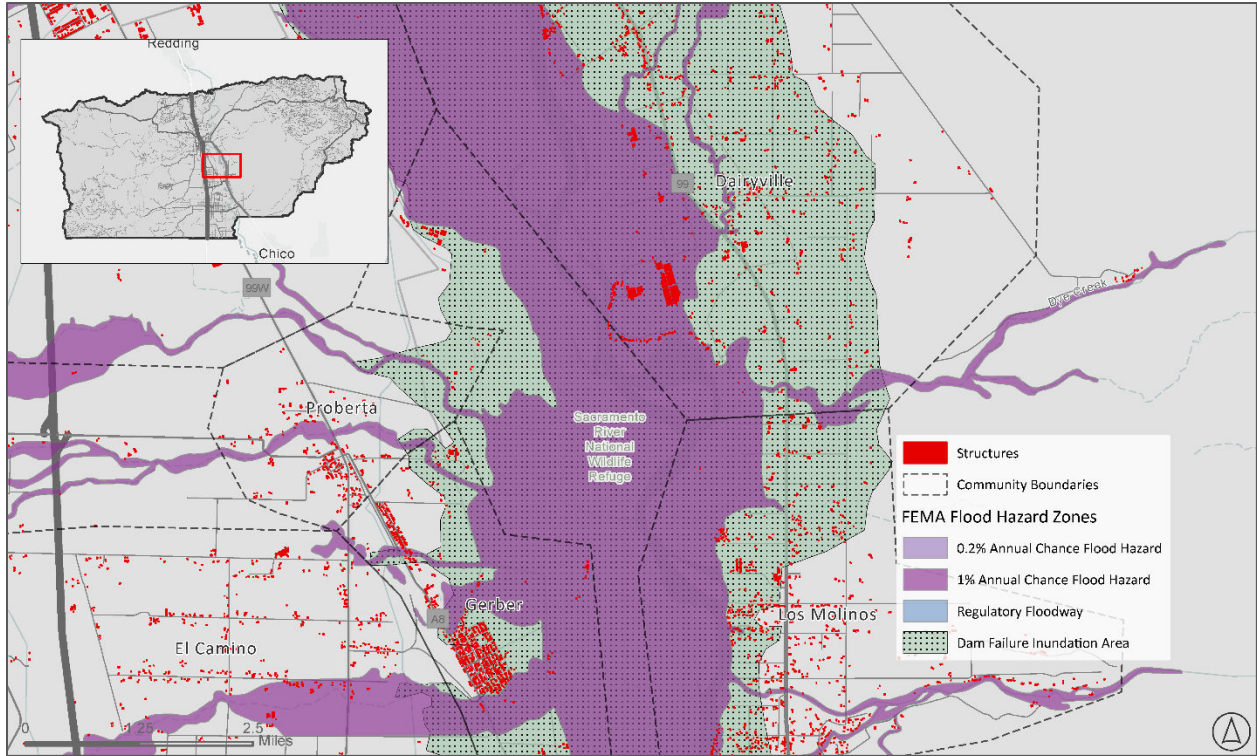 Redding
Chico
99
Dairyville
99W
Dye Creek
Proberta
Sacramento
River
National
Wildlife
Refuge
Structures
Community Boundaries
FEMA Flood Hazard Zones
0.2% Annual Chance Flood Hazard
1% Annual Chance Flood Hazard
Regulatory Floodway
Dam Failure Inundation Area
Gerber
A8
Los Molinos
El Camino
0 1.25 2.5
Miles